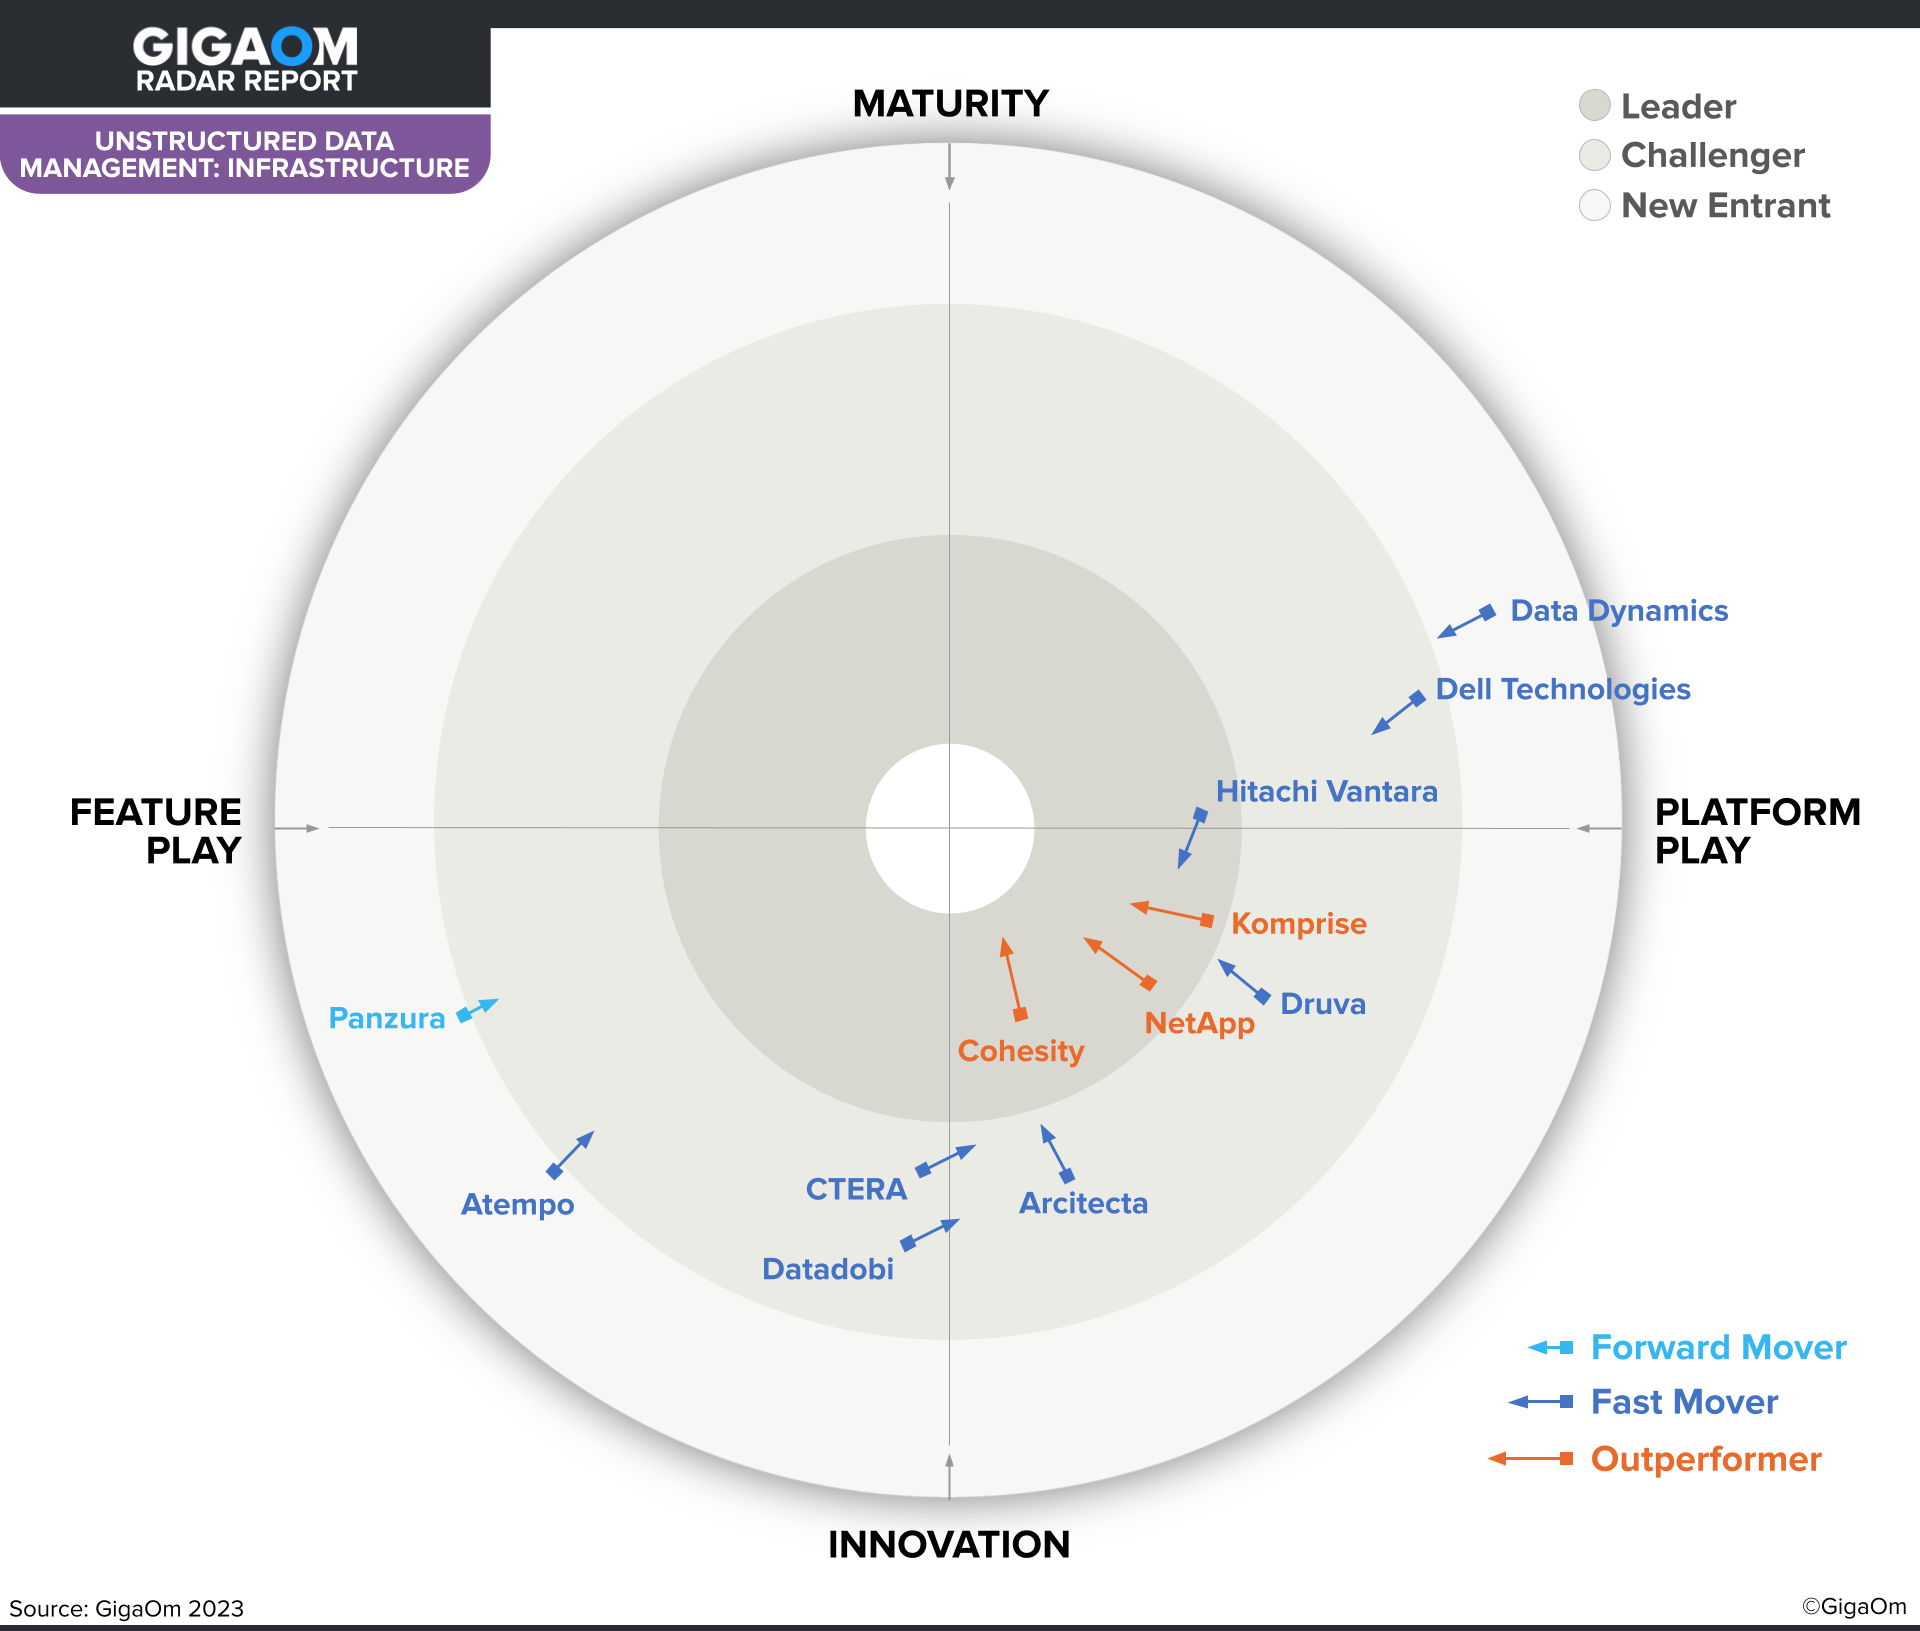 GIGAOM
RADAR REPORT
UNSTRUCTURED DATA
MANAGEMENT: INFRASTRUCTURE
MATURITY
Leader
Challenger
New Entrant
Data Dynamics
Dell Technologies
Hitachi Vantara
FEATURE
PLAY
PLATFORM
PLAY
Komprise
Druva
NetApp
Cohesity
Panzura
CTERA
Arcitecta
Atempo
Datadobi
Forward Mover
Fast Mover
Outperformer
INNOVATION
Source: GigaOm 2023
©GigaOm